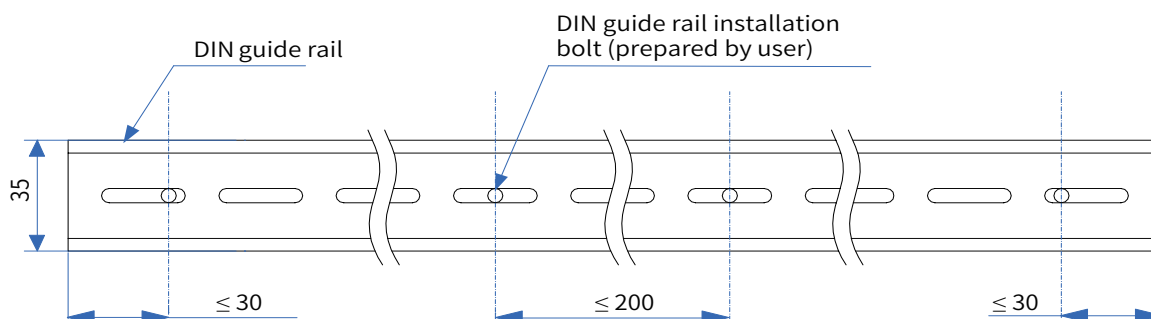 DIN guide rail
DIN guide rail installation
bolt (prepared by user)
35
≤ 30
≤ 200
≤ 30